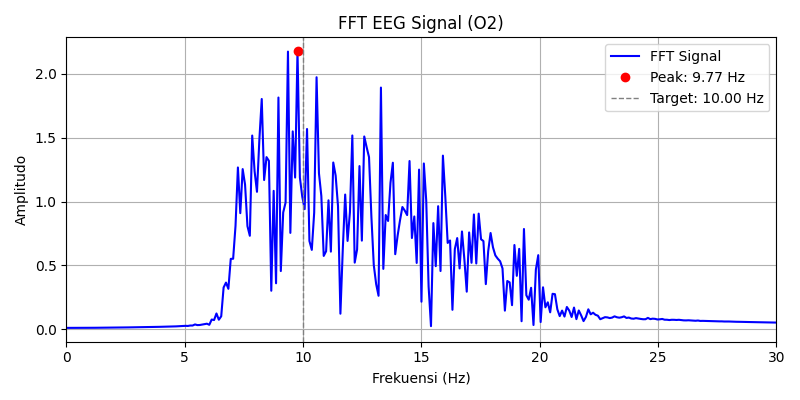 FFT EEG Signal (O2)
FFT Signal
Peak: 9.77 Hz
Target: 10.00 Hz
Amplitudo
2.0
1.5
1.0
0.5
0.0
0 5 10 15 20 25 30
Frekuensi (Hz)